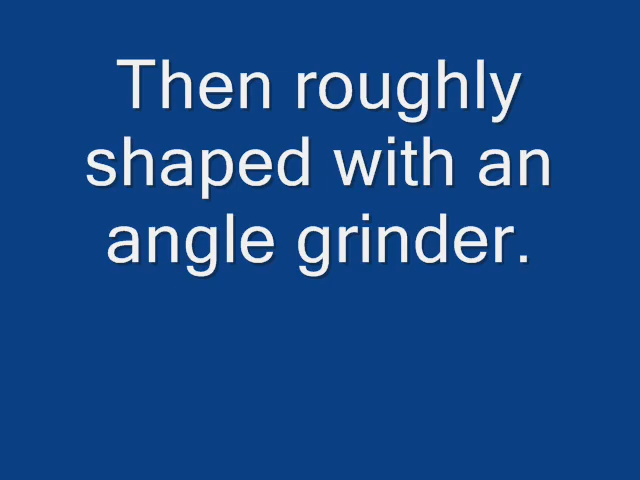 Then roughly
shaped with an
angle grinder.